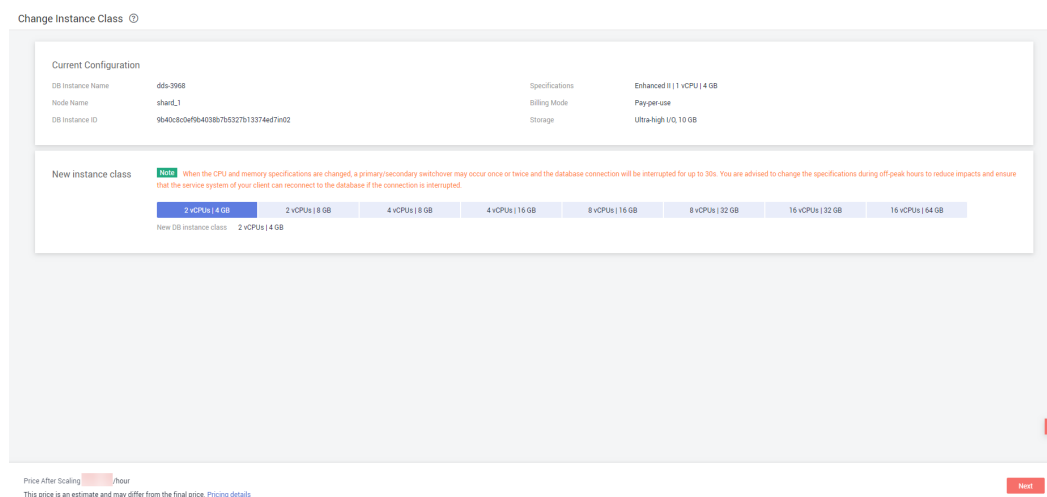 Change Instance Class ?
Current Configuration
DB Instance Name dds-3968 Specifications Enhanced II | 1 vCPU | 4 GB
Node Name shard_1 Billing Mode Pay-per-use
DB Instance ID 9b40c8c0ef9b4038b7b5327b13374ed7in02 Storage Ultra-high I/O, 10 GB
New instance class Note When the CPU and memory specifications are changed, a primary/secondary switchover may occur once or twice and the database connection will be interrupted for up to 30s. You are advised to change the specifications during off-peak hours to reduce impacts and ensure
that the service system of your client can reconnect to the database if the connection is interrupted.
2 vCPUs | 4 GB 2 vCPUs | 8 GB 4 vCPUs | 8 GB 4 vCPUs | 16 GB 8 vCPUs | 16 GB 8 vCPUs | 32 GB 16 vCPUs | 32 GB 16 vCPUs | 64 GB
New DB instance class 2 vCPUs | 4 GB
Price After Scaling /hour
This price is an estimate and may differ from the final price. Pricing details
Next